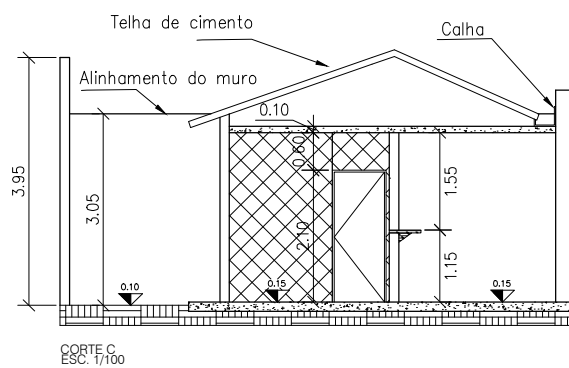 Telha de cimento
Calha
Alinhamento do muro
0.10
3.95
3.05
0.60
2.10
1.55
1.15
0.10
0.15
0.15
CORTE C
ESC. 1/100